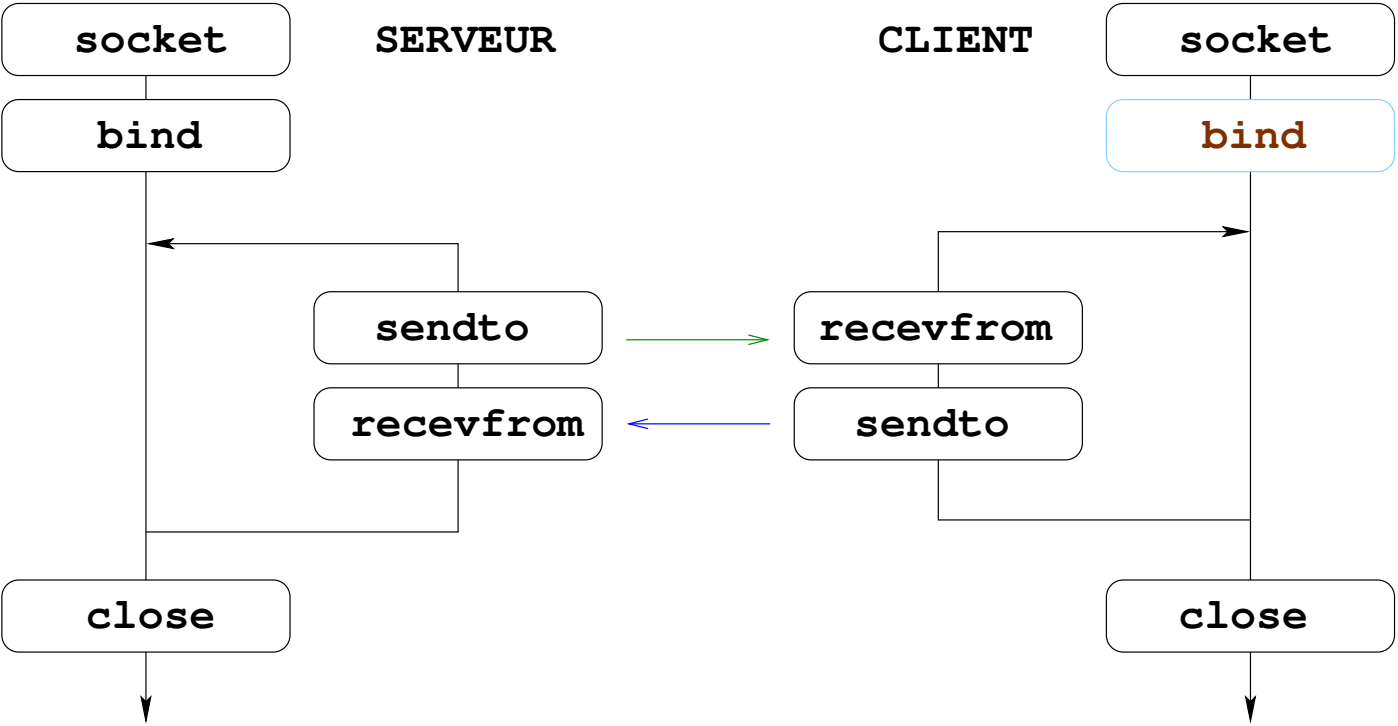 socket SERVEUR CLIENT socket
bind bind
sendto recevfrom
recevfrom sendto
close close